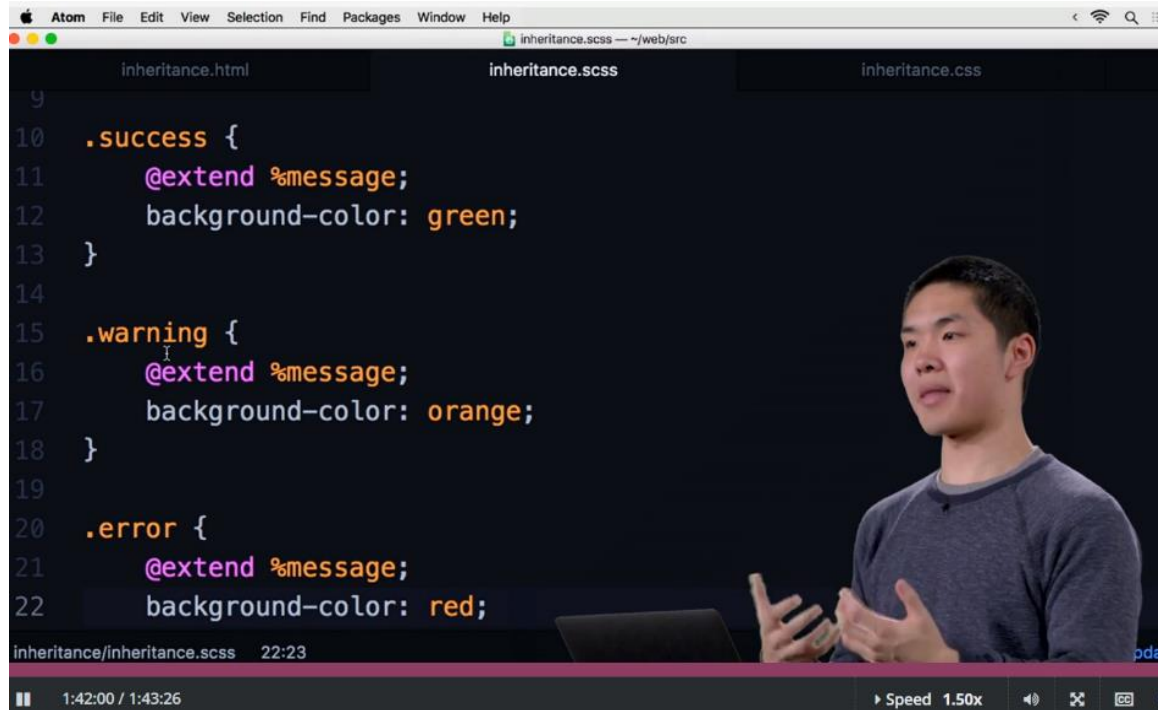 Atom File Edit View Selection Find Packages Window Help
inheritance.scss — ~/web/src
inheritance.html inheritance.scss inheritance.css
9
10 .success {
11 @extend %message;
12 background-color: green;
13 }
14
15 .warning {
16 @extend %message;
17 background-color: orange;
18 }
19
20 .error {
21 @extend %message;
22 background-color: red;
inheritance/inheritance.scss 22:23
1:42:00 / 1:43:26 Speed 1.50x CC